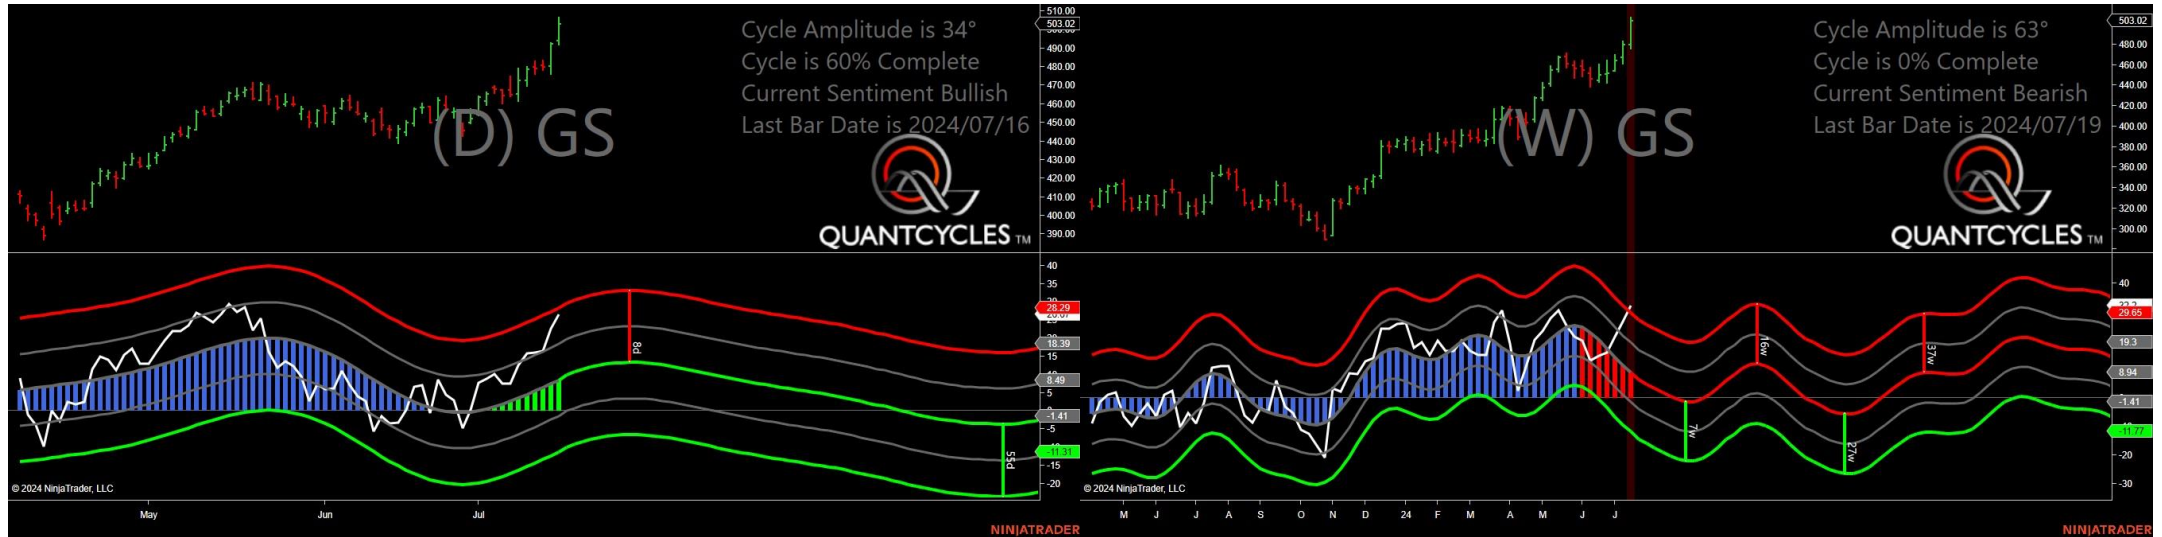 Cycle Amplitude is 34°
Cycle is 60% Complete
Current Sentiment Bullish
Last Bar Date is 2024/07/16
(D) GS
QUANTCYCLES TM
510.00
503.02
490.00
480.00
470.00
460.00
450.00
440.00
430.00
420.00
410.00
400.00
390.00
40
35
28.29
18.39
15
8.49
5
-1.41
-5
-11.31
-15
-20
8d
55d
© 2024 NinjaTrader, LLC
May Jun Jul
NINJATRADER
Cycle Amplitude is 63°
Cycle is 0% Complete
Current Sentiment Bearish
Last Bar Date is 2024/07/19
(W) GS
QUANTCYCLES TM
503.02
480.00
460.00
440.00
420.00
400.00
380.00
360.00
340.00
320.00
300.00
40
29.65
19.3
8.94
-1.41
-11.77
-20
-30
7w
16w
27w
37w
© 2024 NinjaTrader, LLC
M J J A S O N D 24 F M A M J J
NINJATRADER